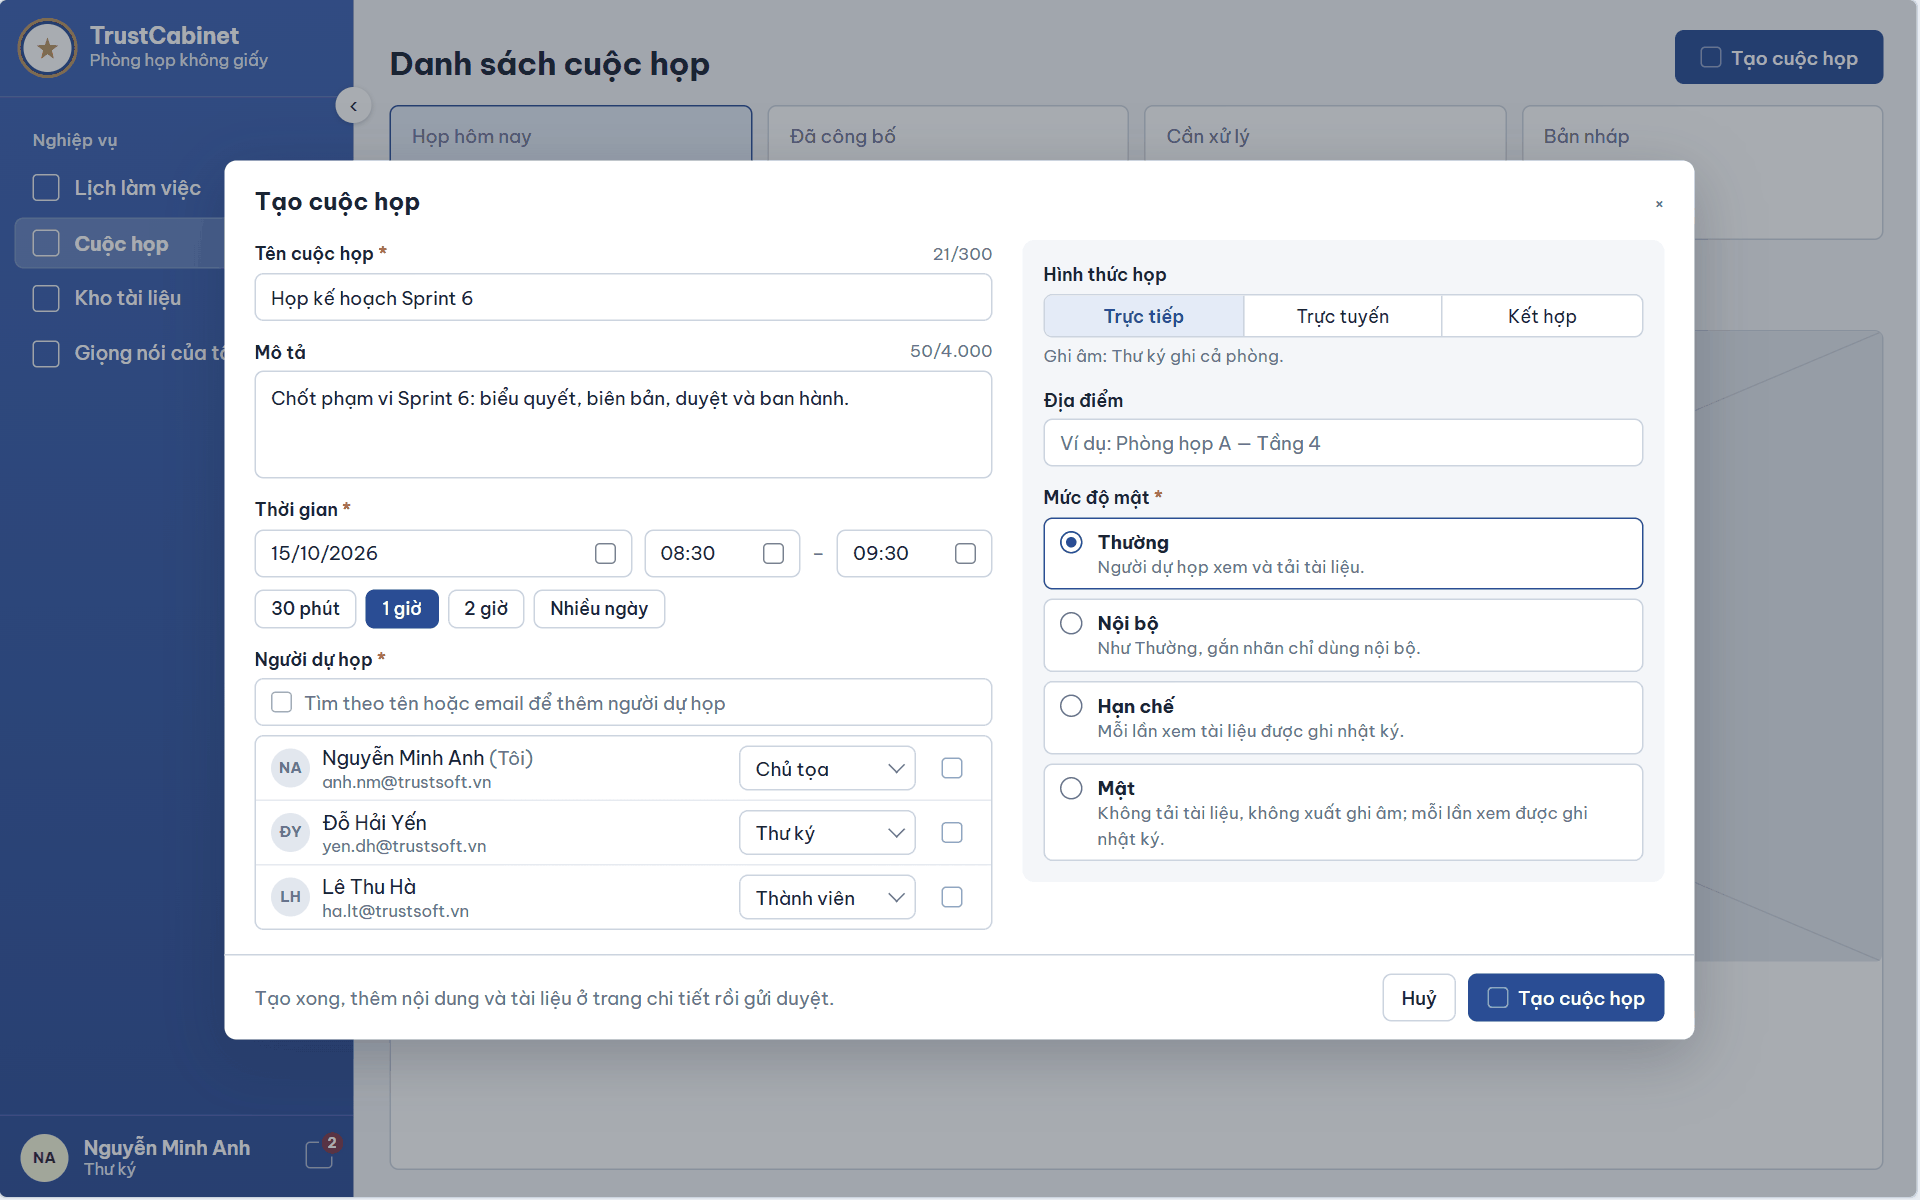 TrustCabinet
Phòng họp không giấy
Nghiệp vụ
Lịch làm việc
Cuộc họp
Kho tài liệu
Giọng nói của
NA
Nguyễn Minh Anh
Thư ký
2
Danh sách cuộc họp
Tạo cuộc họp
Họp hôm nay
Đã công bố
Cần xử lý
Bản nháp
Tạo cuộc họp
Tên cuộc họp *
21/300
Họp kế hoạch Sprint 6
Mô tả
50/4.000
Chốt phạm vi Sprint 6: biểu quyết, biên bản, duyệt và ban hành.
Thời gian *
15/10/2026
08:30
–
09:30
30 phút
1 giờ
2 giờ
Nhiều ngày
Người dự họp *
Tìm theo tên hoặc email để thêm người dự họp
NA
Nguyễn Minh Anh (Tôi)
anh.nm@trustsoft.vn
Chủ tọa
ĐY
Đỗ Hải Yến
yen.dh@trustsoft.vn
Thư ký
LH
Lê Thu Hà
ha.lt@trustsoft.vn
Thành viên
Hình thức họp
Trực tiếp
Trực tuyến
Kết hợp
Ghi âm: Thư ký ghi cả phòng.
Địa điểm
Ví dụ: Phòng họp A — Tầng 4
Mức độ mật *
Thường
Người dự họp xem và tải tài liệu.
Nội bộ
Như Thường, gắn nhãn chỉ dùng nội bộ.
Hạn chế
Mỗi lần xem tài liệu được ghi nhật ký.
Mật
Không tải tài liệu, không xuất ghi âm; mỗi lần xem được ghi
nhật ký.
Tạo xong, thêm nội dung và tài liệu ở trang chi tiết rồi gửi duyệt.
Huỷ
Tạo cuộc họp